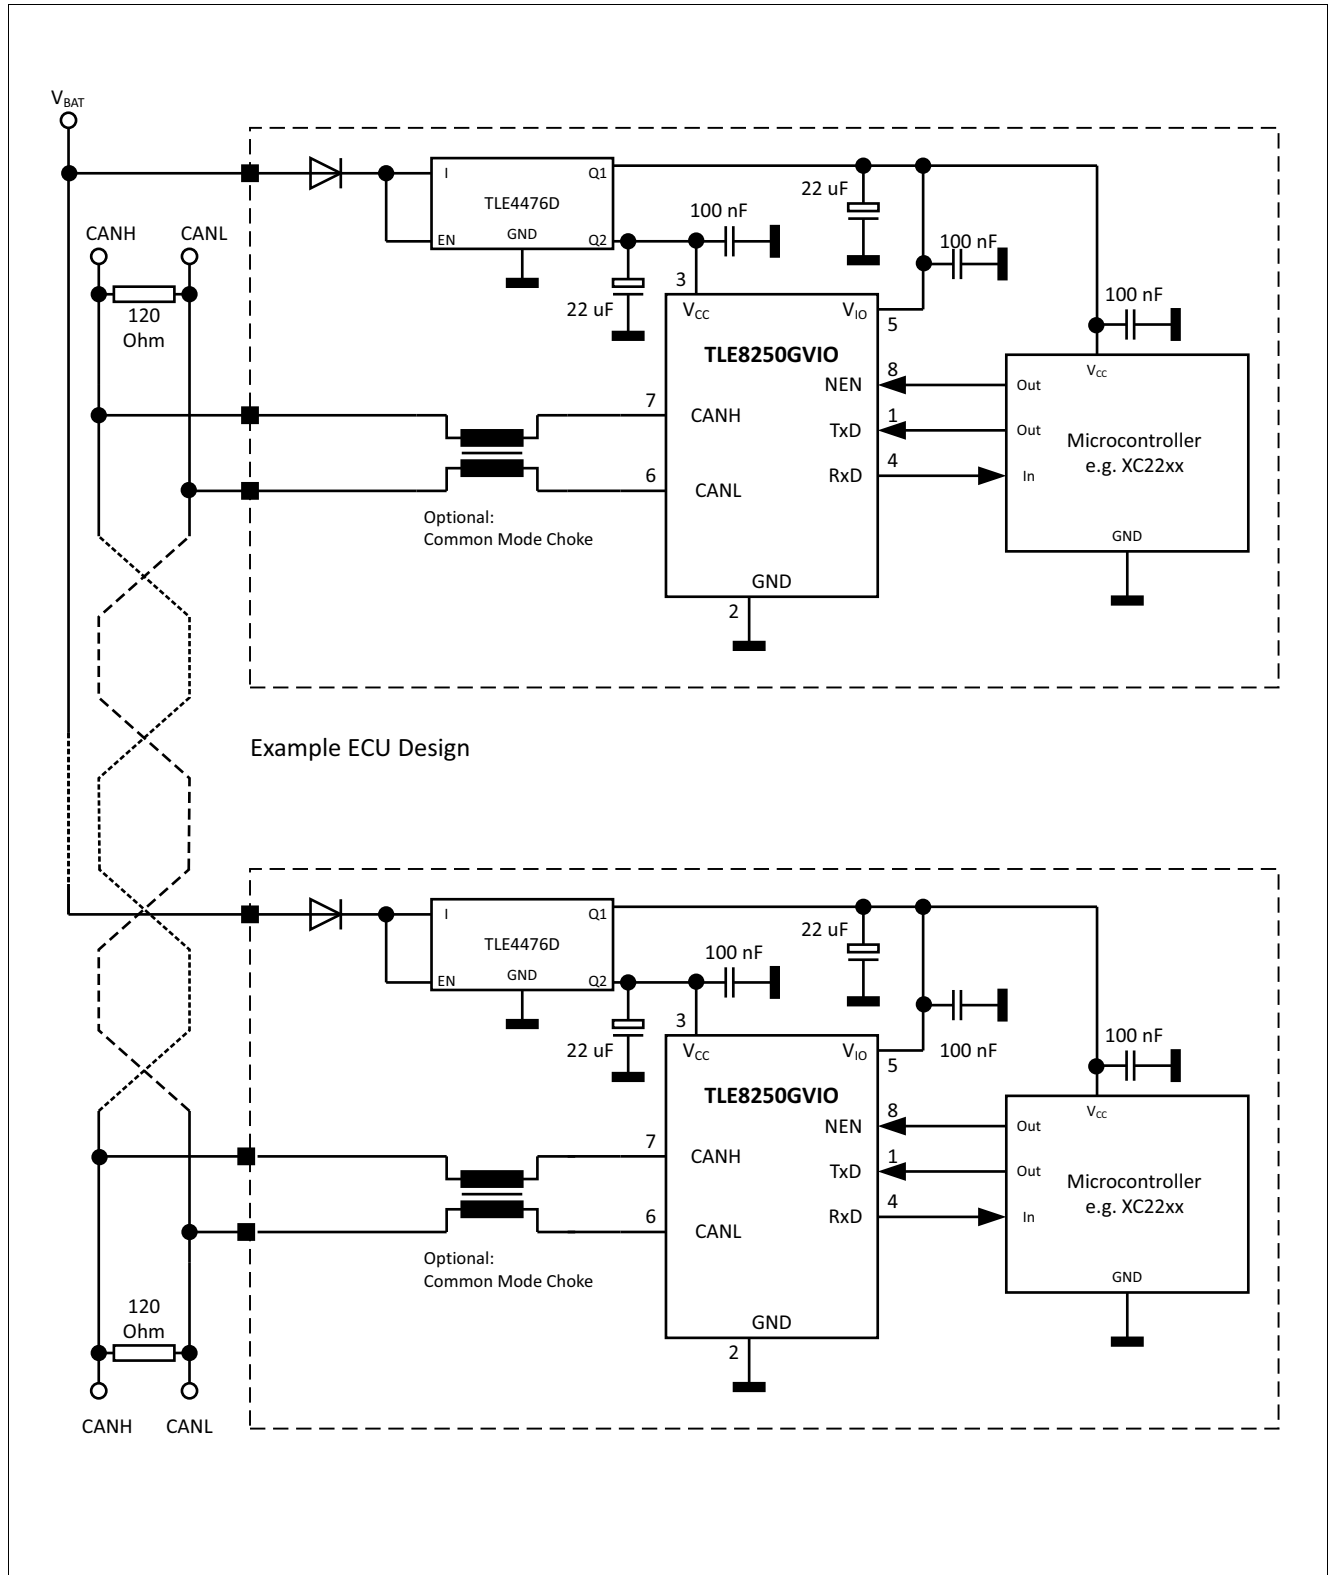 VBAT
CANH CANL
120
Ohm
I Q1
TLE4476D
EN GND Q2
22 uF
100 nF
100 nF
22 uF
100 nF
3
VCC VIO
5
TLE8250GVIO
NEN 8
TxD 1
RxD 4
7 CANH
6 CANL
GND
2
Out VCC
Out
In
Microcontroller
e.g. XC22xx
GND
Optional:
Common Mode Choke
Example ECU Design
I Q1
TLE4476D
EN GND Q2
22 uF
100 nF
100 nF
22 uF
100 nF
3
VCC VIO
5
TLE8250GVIO
NEN 8
TxD 1
RxD 4
7 CANH
6 CANL
GND
2
Out VCC
Out
In
Microcontroller
e.g. XC22xx
GND
Optional:
Common Mode Choke
120
Ohm
CANH CANL